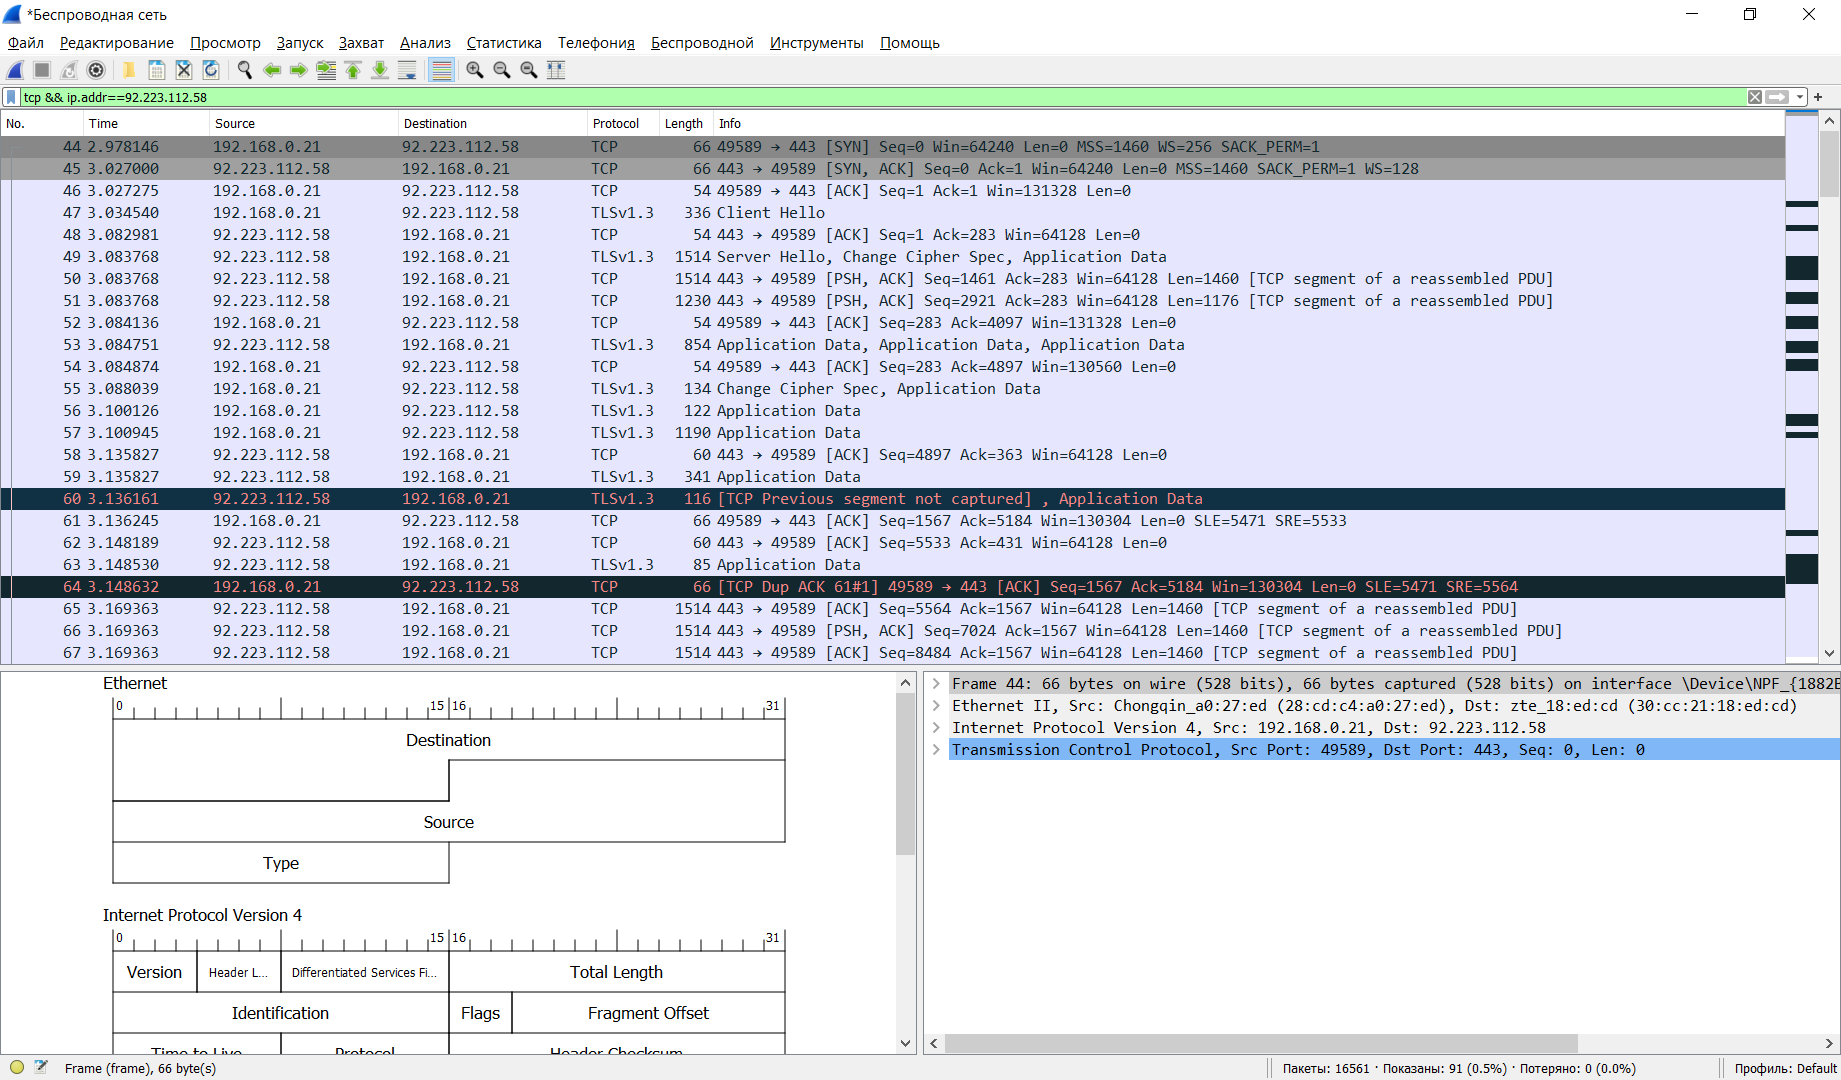 *Беспроводная сеть
Файл Редактирование Просмотр Запуск Захват Анализ Статистика Телефония Беспроводной Инструменты Помощь
tcp && ip.addr==92.223.112.58
No. Time Source Destination Protocol Length Info
44 2.978146 192.168.0.21 92.223.112.58 TCP 66 49589 → 443 [SYN] Seq=0 Win=64240 Len=0 MSS=1460 WS=256 SACK_PERM=1
45 3.027000 92.223.112.58 192.168.0.21 TCP 66 443 → 49589 [SYN, ACK] Seq=0 Ack=1 Win=64240 Len=0 MSS=1460 SACK_PERM=1 WS=128
46 3.027275 192.168.0.21 92.223.112.58 TCP 54 49589 → 443 [ACK] Seq=1 Ack=1 Win=131328 Len=0
47 3.034540 192.168.0.21 92.223.112.58 TLSv1.3 336 Client Hello
48 3.082981 92.223.112.58 192.168.0.21 TCP 54 443 → 49589 [ACK] Seq=1 Ack=283 Win=64128 Len=0
49 3.083768 92.223.112.58 192.168.0.21 TLSv1.3 1514 Server Hello, Change Cipher Spec, Application Data
50 3.083768 92.223.112.58 192.168.0.21 TCP 1514 443 → 49589 [PSH, ACK] Seq=1461 Ack=283 Win=64128 Len=1460 [TCP segment of a reassembled PDU]
51 3.083768 92.223.112.58 192.168.0.21 TCP 1230 443 → 49589 [PSH, ACK] Seq=2921 Ack=283 Win=64128 Len=1176 [TCP segment of a reassembled PDU]
52 3.084136 192.168.0.21 92.223.112.58 TCP 54 49589 → 443 [ACK] Seq=283 Ack=4097 Win=131328 Len=0
53 3.084751 92.223.112.58 192.168.0.21 TLSv1.3 854 Application Data, Application Data, Application Data
54 3.084874 192.168.0.21 92.223.112.58 TCP 54 49589 → 443 [ACK] Seq=283 Ack=4897 Win=130560 Len=0
55 3.088039 192.168.0.21 92.223.112.58 TLSv1.3 134 Change Cipher Spec, Application Data
56 3.100126 192.168.0.21 92.223.112.58 TLSv1.3 122 Application Data
57 3.100945 192.168.0.21 92.223.112.58 TLSv1.3 1190 Application Data
58 3.135827 92.223.112.58 192.168.0.21 TCP 60 443 → 49589 [ACK] Seq=4897 Ack=363 Win=64128 Len=0
59 3.135827 92.223.112.58 192.168.0.21 TLSv1.3 341 Application Data
60 3.136161 92.223.112.58 192.168.0.21 TLSv1.3 116 [TCP Previous segment not captured] , Application Data
61 3.136245 192.168.0.21 92.223.112.58 TCP 66 49589 → 443 [ACK] Seq=1567 Ack=5184 Win=130304 Len=0 SLE=5471 SRE=5533
62 3.148189 92.223.112.58 192.168.0.21 TCP 60 443 → 49589 [ACK] Seq=5533 Ack=431 Win=64128 Len=0
63 3.148530 92.223.112.58 192.168.0.21 TLSv1.3 85 Application Data
64 3.148632 192.168.0.21 92.223.112.58 TCP 66 [TCP Dup ACK 61#1] 49589 → 443 [ACK] Seq=1567 Ack=5184 Win=130304 Len=0 SLE=5471 SRE=5564
65 3.169363 92.223.112.58 192.168.0.21 TCP 1514 443 → 49589 [ACK] Seq=5564 Ack=1567 Win=64128 Len=1460 [TCP segment of a reassembled PDU]
66 3.169363 92.223.112.58 192.168.0.21 TCP 1514 443 → 49589 [PSH, ACK] Seq=7024 Ack=1567 Win=64128 Len=1460 [TCP segment of a reassembled PDU]
67 3.169363 92.223.112.58 192.168.0.21 TCP 1514 443 → 49589 [ACK] Seq=8484 Ack=1567 Win=64128 Len=1460 [TCP segment of a reassembled PDU]
Ethernet
0 15 16 31
Destination
Source
Type
Internet Protocol Version 4
0 15 16 31
Version Header L... Differentiated Services Fi... Total Length
Identification Flags Fragment Offset
Time to Live Protocol Header Checksum
Frame 44: 66 bytes on wire (528 bits), 66 bytes captured (528 bits) on interface \Device\NPF_{1882E
Ethernet II, Src: Chongqin_a0:27:ed (28:cd:c4:a0:27:ed), Dst: zte_18:ed:cd (30:cc:21:18:ed:cd)
Internet Protocol Version 4, Src: 192.168.0.21, Dst: 92.223.112.58
Transmission Control Protocol, Src Port: 49589, Dst Port: 443, Seq: 0, Len: 0
Frame (frame), 66 byte(s)
Пакеты: 16561 · Показаны: 91 (0.5%) · Потеряно: 0 (0.0%)
Профиль: Default